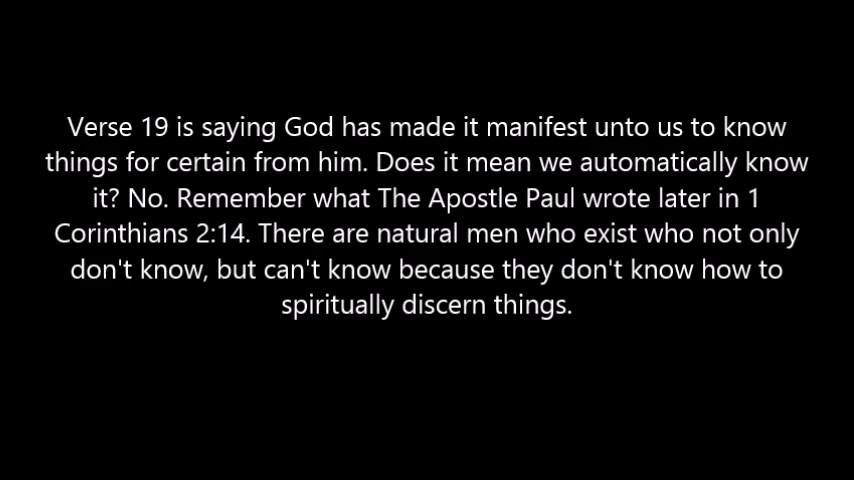 Verse 19 is saying God has made it manifest unto us to know
things for certain from him. Does it mean we automatically know
it? No. Remember what The Apostle Paul wrote later in 1
Corinthians 2:14. There are natural men who exist who not only
don't know, but can't know because they don't know how to
spiritually discern things.